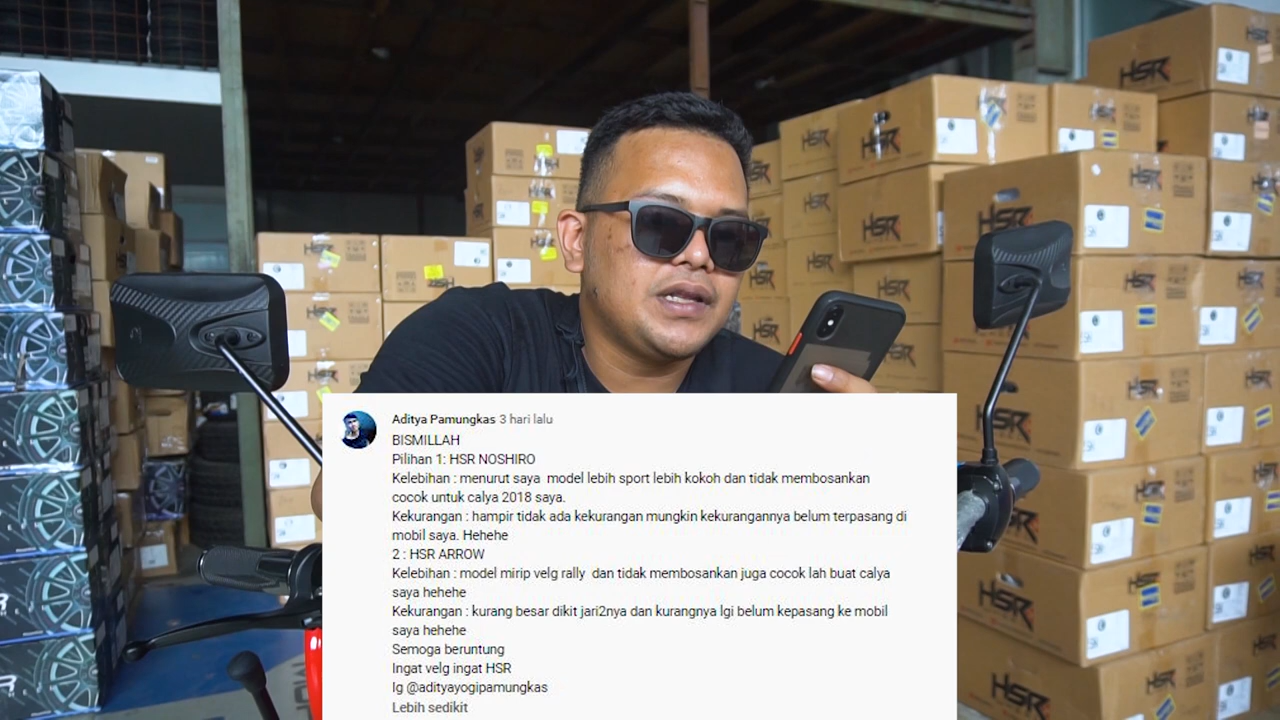 HSR
HSR
HSR
HSR
HSR
HSR
HSR
HSR
HSR
HSR
Aditya Pamungkas 3 hari lalu
BISMILLAH
Pilihan 1: HSR NOSHIRO
Kelebihan : menurut saya model lebih sport lebih kokoh dan tidak membosankan
cocok untuk calya 2018 saya.
Kekurangan : hampir tidak ada kekurangan mungkin kekurangannya belum terpasang di
mobil saya. Hehehe
2 : HSR ARROW
Kelebihan : model mirip velg rally dan tidak membosankan juga cocok lah buat calya
saya hehehe
Kekurangan : kurang besar dikit jari2nya dan kurangnya lgi belum kepasang ke mobil
saya hehehe
Semoga beruntung
Ingat velg ingat HSR
Ig @adityayogipamungkas
Lebih sedikit